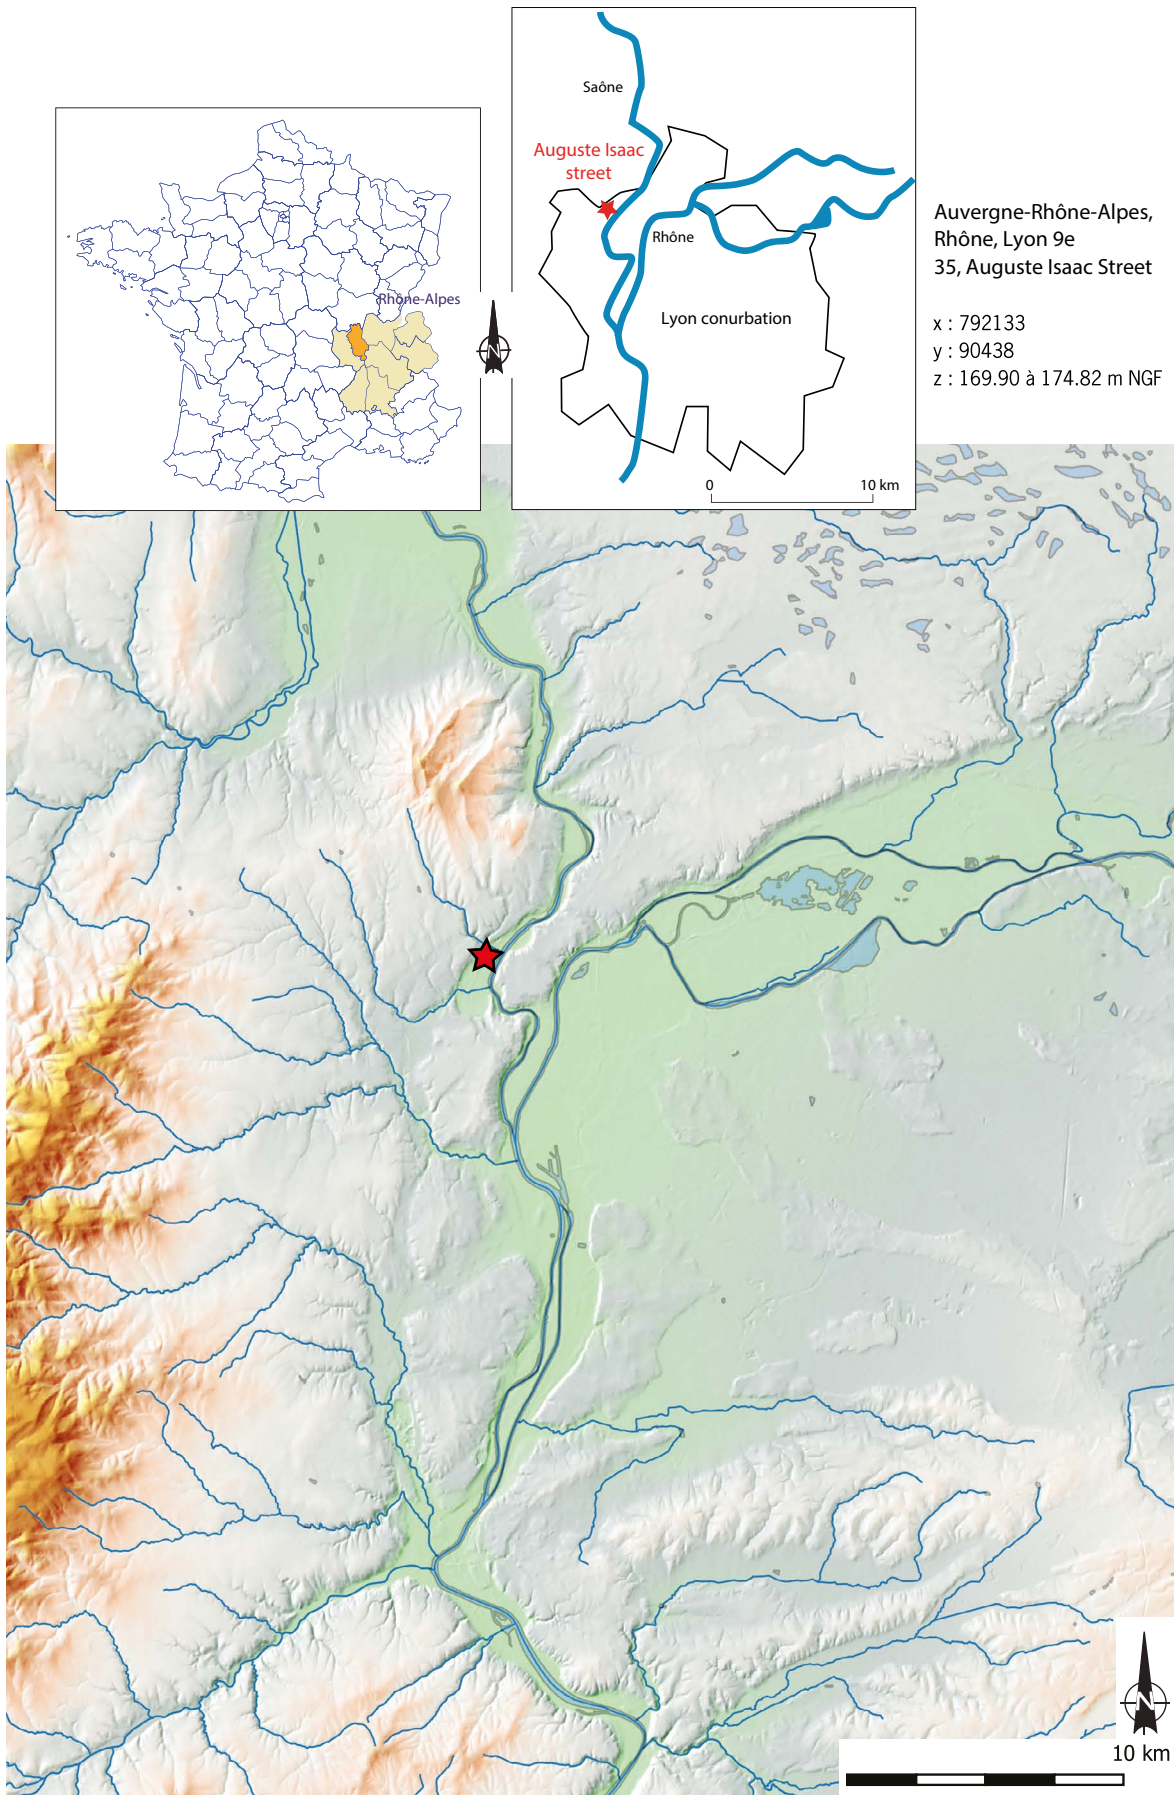 Saône
Auguste Isaac
street
Rhône
Lyon conurbation
0 10 km
Rhône-Alpes
N
Auvergne-Rhône-Alpes,
Rhône, Lyon 9e
35, Auguste Isaac Street
x : 792133
y : 90438
z : 169.90 à 174.82 m NGF
N
10 km